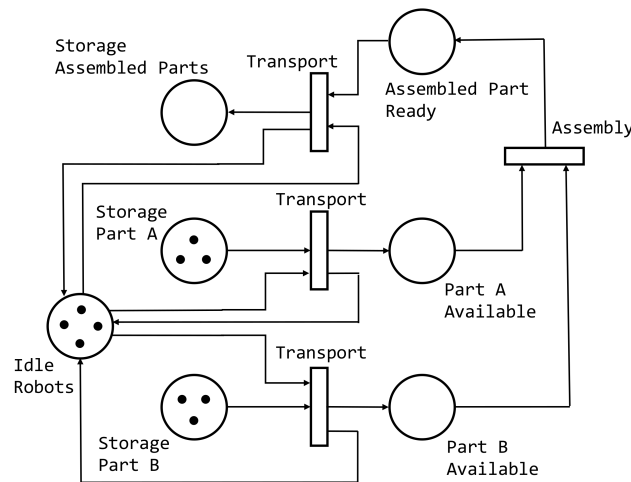 Storage
Assembled Parts
Transport
Assembled Part
Ready
Assembly
Storage
Part A
Transport
Part A
Available
Idle
Robots
Transport
Storage
Part B
Part B
Available